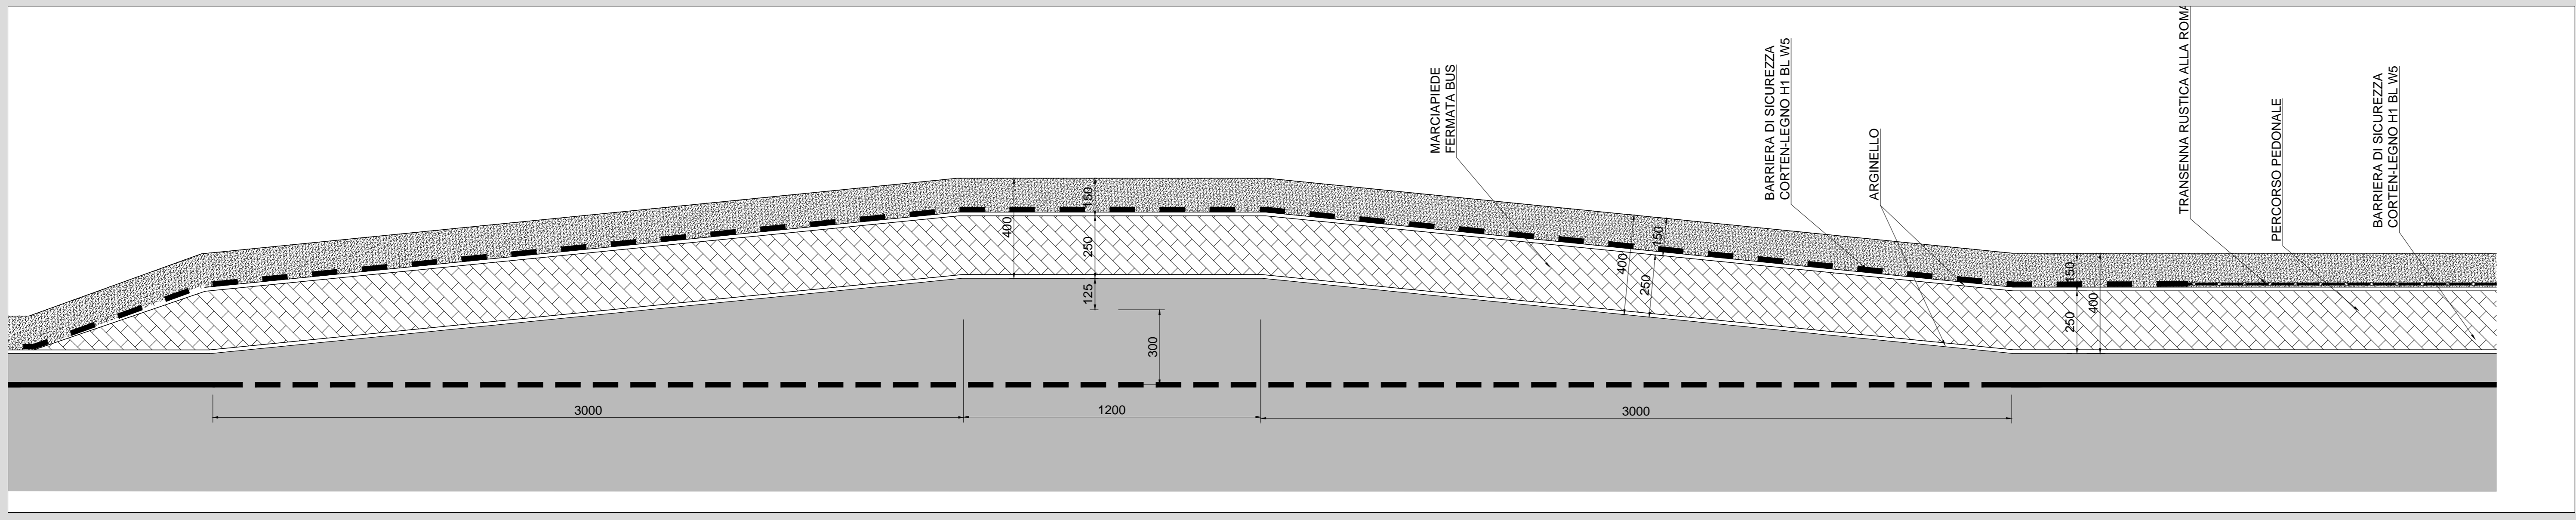 MARCIAPIEDE
FERMATA BUS
BARRIERA DI SICUREZZA
CORTEN-LEGNO H1 BL W5
ARGINELLO
TRANSENNA RUSTICA ALLA ROMA
PERCORSO PEDONALE
BARRIERA DI SICUREZZA
CORTEN-LEGNO H1 BL W5
400
150
250
125
300
400
150
250
150
250
400
3000
1200
3000